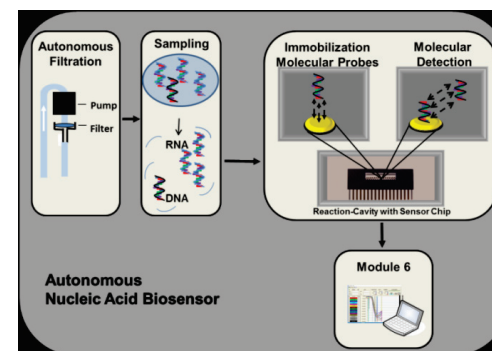 Autonomous
Filtration
Pump
Filter
Sampling
RNA
DNA
Immobilization
Molecular Probes
Molecular
Detection
Reaction-Cavity with Sensor Chip
Module 6
Autonomous
Nucleic Acid Biosensor